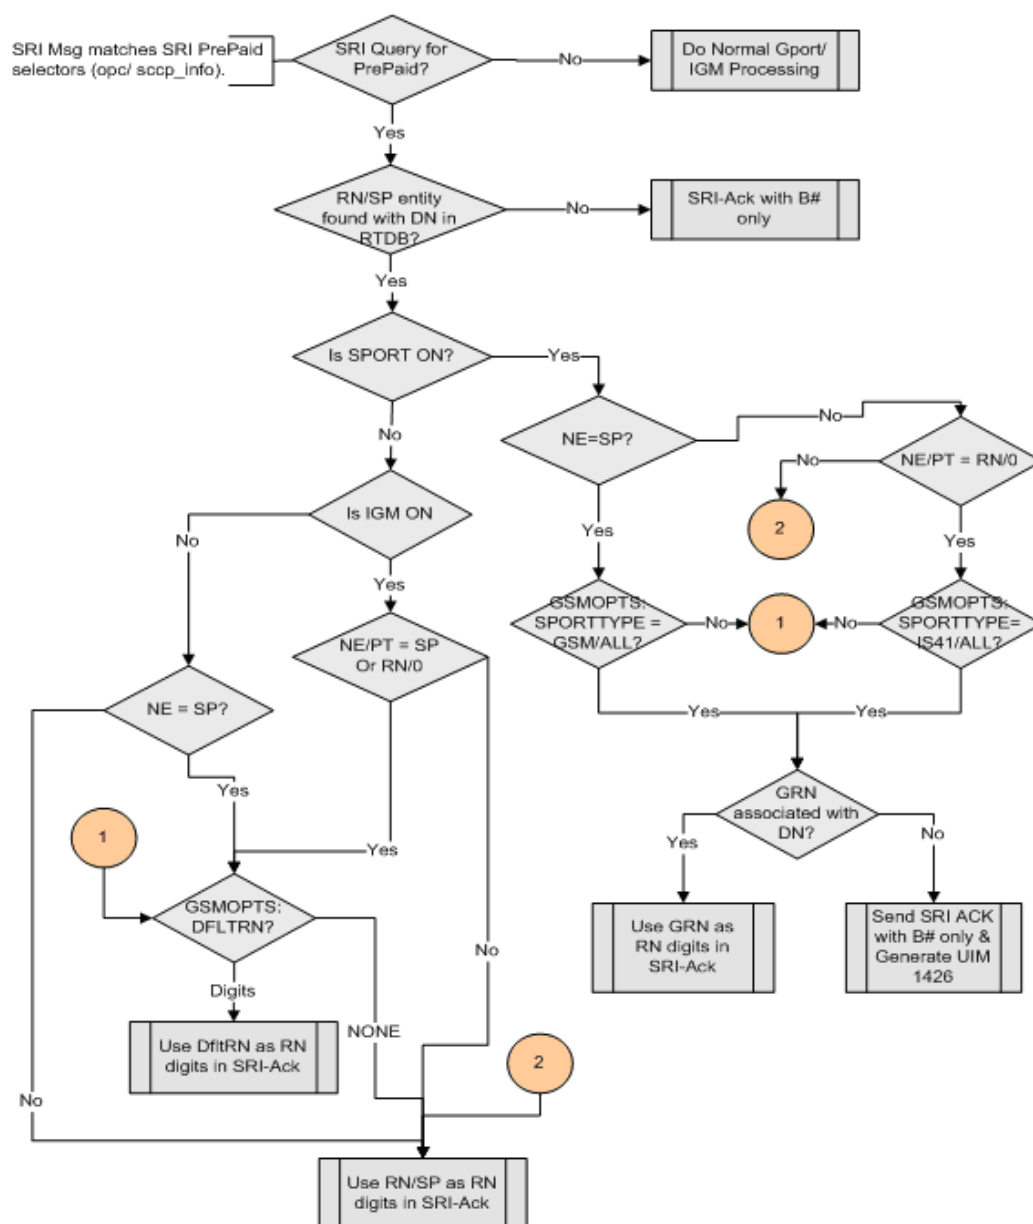 SRI Msg matches SRI PrePaid
selectors (opc/ sccp_info).
SRI Query for
PrePaid?
No
Do Normal Gport/
IGM Processing
Yes
RN/SP entity
found with DN in
RTDB?
No
SRI-Ack with B#
only
Yes
Is SPORT ON?
Yes
No
NE=SP?
No
NE/PT = RN/0
No
2
Is IGM ON
No
Yes
Yes
Yes
GSMOPTS:
SPORTTYPE =
GSM/ALL?
No
1
No
GSMOPTS:
SPORTTYPE=
IS41/ALL?
NE/PT = SP
Or RN/0
NE = SP?
Yes
Yes
Yes
GRN
associated with
DN?
1
Yes
Yes
No
GSMOPTS:
DFLTRN?
No
Use GRN as
RN digits in
SRI-Ack
Send SRI ACK
with B# only &
Generate UIM
1426
Digits
NONE
Use DfltRN as RN
digits in SRI-Ack
2
No
Use RN/SP as RN
digits in SRI-Ack